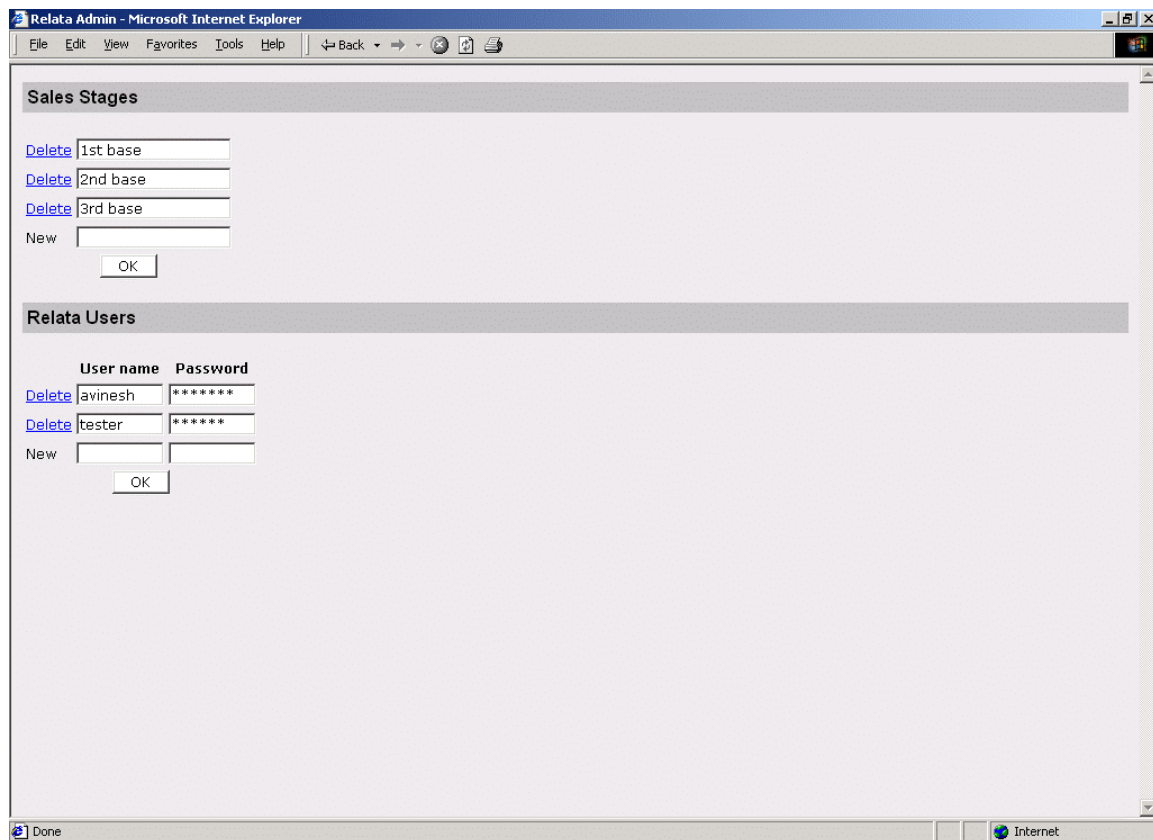 Relata Admin - Microsoft Internet Explorer
File Edit View Favorites Tools Help Back
Sales Stages
Delete 1st base
Delete 2nd base
Delete 3rd base
New
OK
Relata Users
User name Password
Delete avinesh *******
Delete tester ******
New
OK
Done Internet